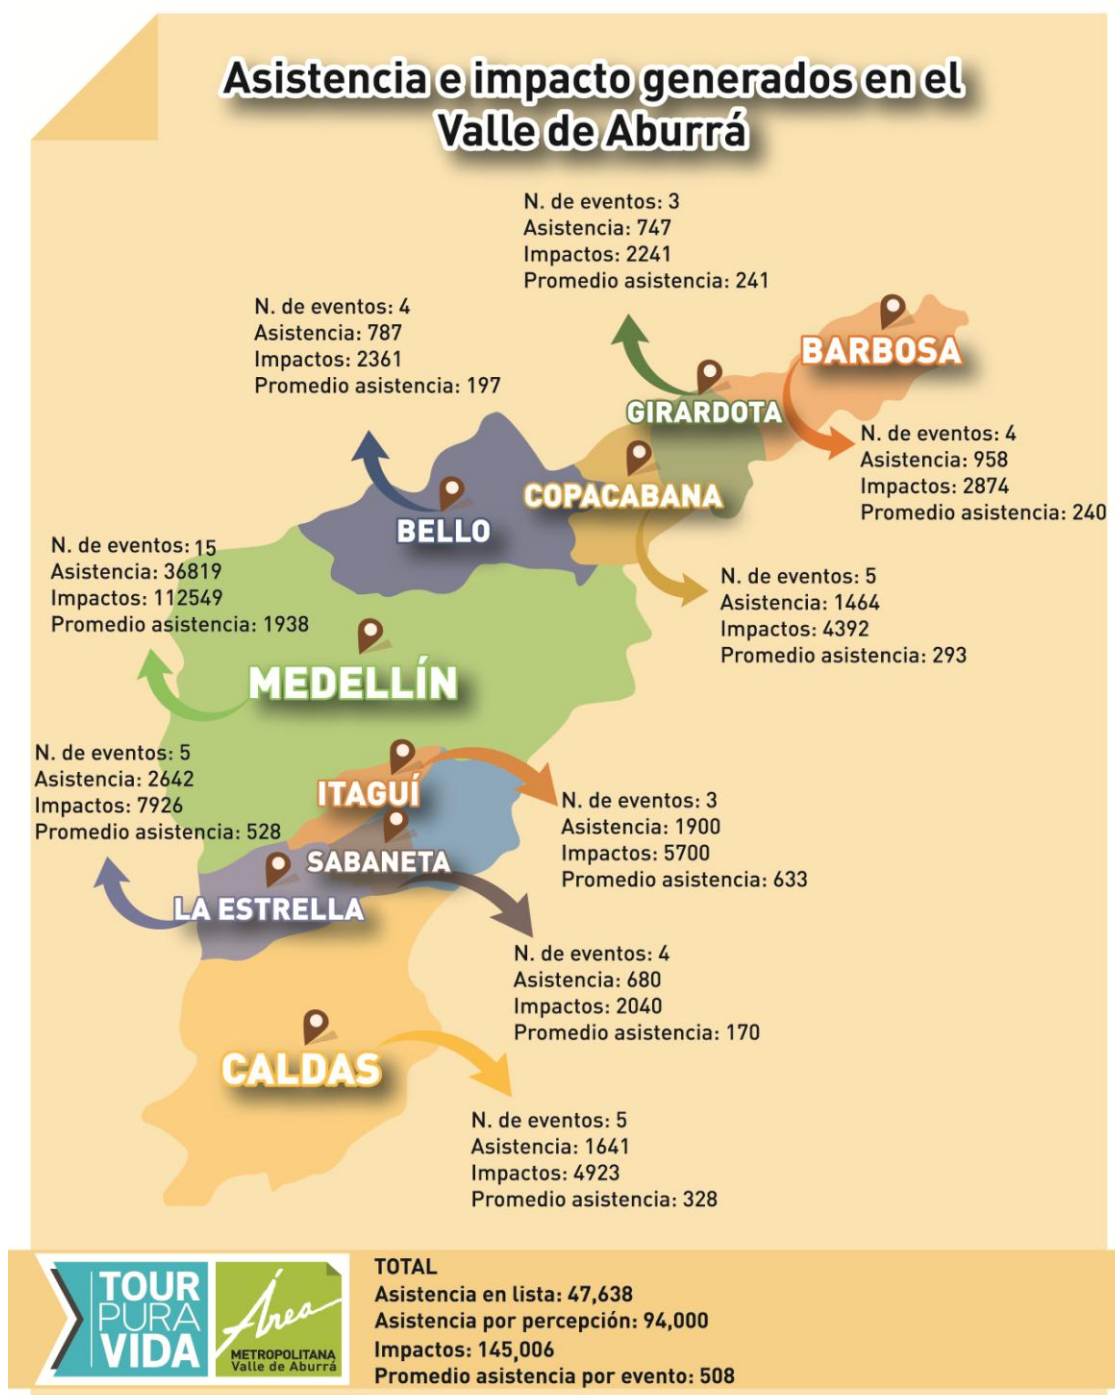 Asistencia e impacto generados en el
Valle de Aburrá
N. de eventos: 3
Asistencia: 747
Impactos: 2241
Promedio asistencia: 241
N. de eventos: 4
Asistencia: 787
Impactos: 2361
Promedio asistencia: 197
BARBOSA
GIRARDOTA
N. de eventos: 4
Asistencia: 958
Impactos: 2874
Promedio asistencia: 240
COPACABANA
BELLO
N. de eventos: 15
Asistencia: 36819
Impactos: 112549
Promedio asistencia: 1938
N. de eventos: 5
Asistencia: 1464
Impactos: 4392
Promedio asistencia: 293
MEDELLÍN
N. de eventos: 5
Asistencia: 2642
Impactos: 7926
Promedio asistencia: 528
ITAGUÍ
N. de eventos: 3
Asistencia: 1900
Impactos: 5700
Promedio asistencia: 633
SABANETA
LA ESTRELLA
N. de eventos: 4
Asistencia: 680
Impactos: 2040
Promedio asistencia: 170
CALDAS
N. de eventos: 5
Asistencia: 1641
Impactos: 4923
Promedio asistencia: 328
TOUR
PURA
VIDA
Área
METROPOLITANA
Valle de Aburrá
TOTAL
Asistencia en lista: 47,638
Asistencia por percepción: 94,000
Impactos: 145,006
Promedio asistencia por evento: 508